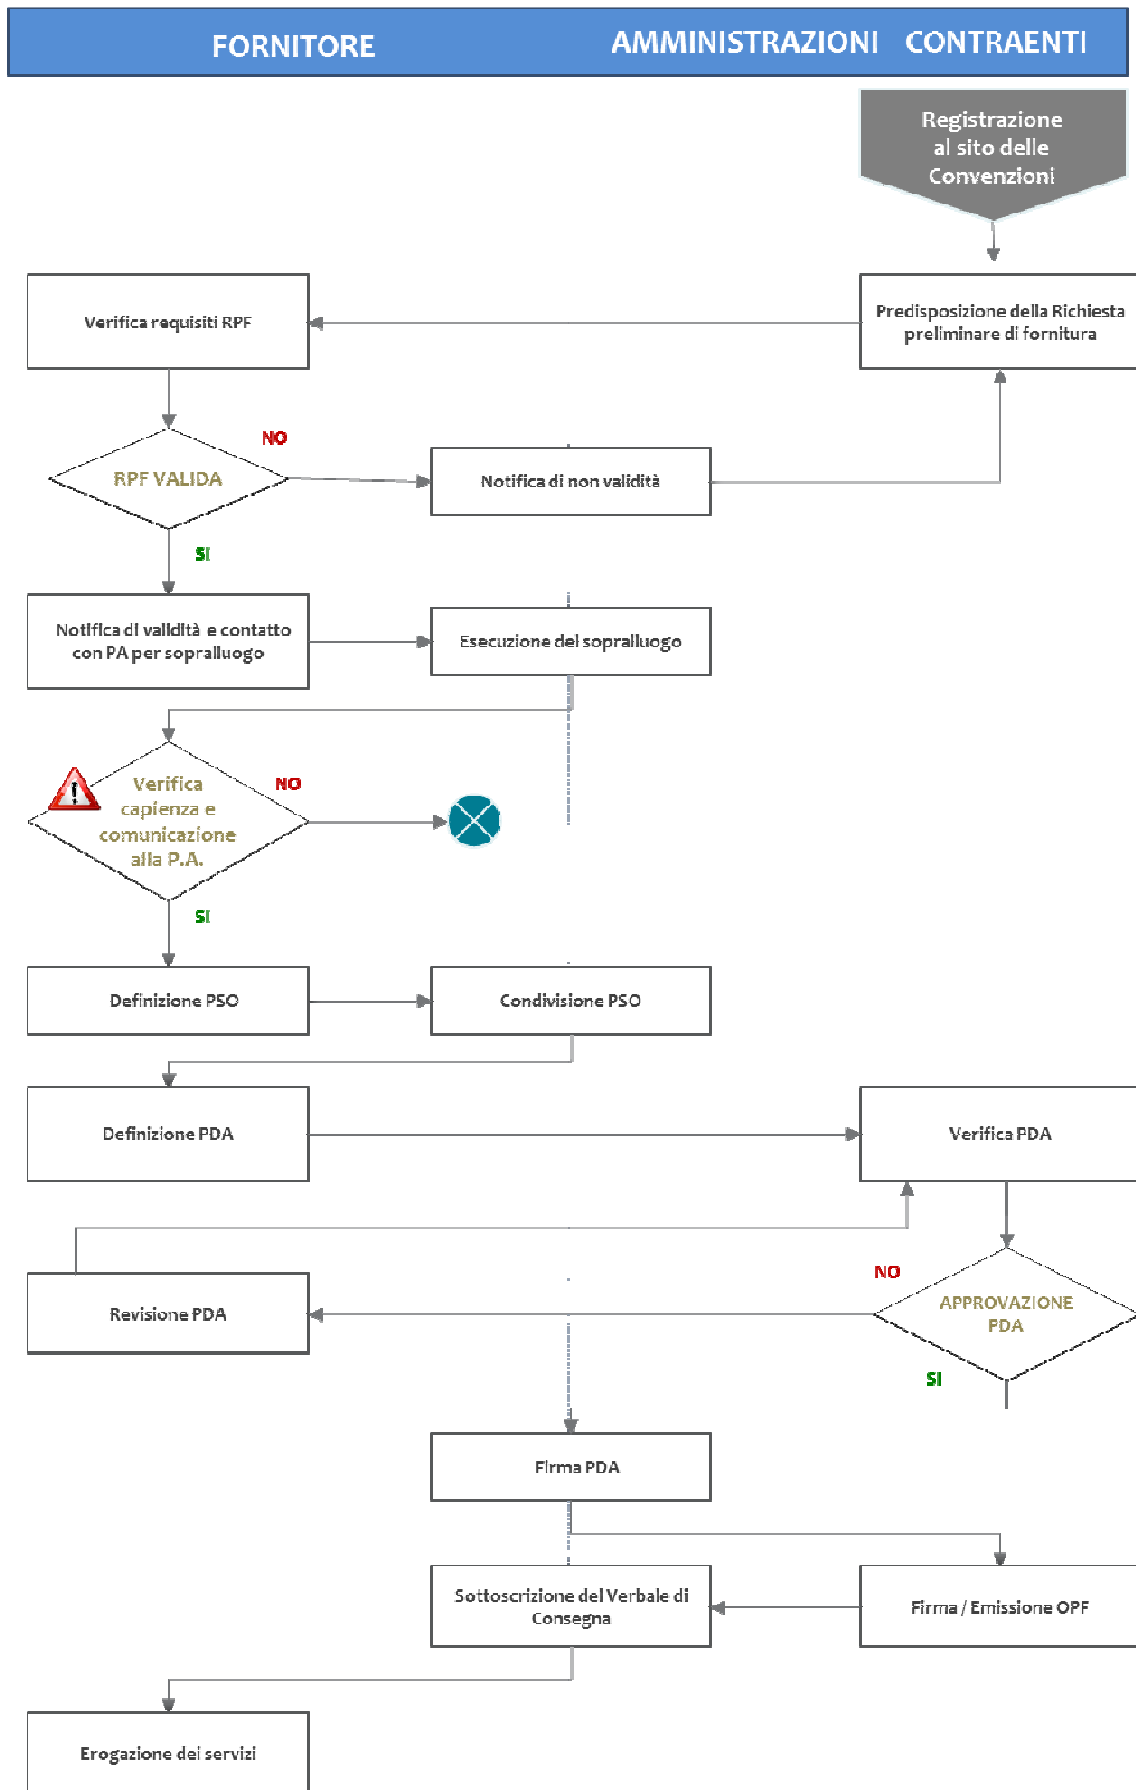 FORNITORE
AMMINISTRAZIONI CONTRAENTI
Registrazione
al sito delle
Convenzioni
Verifica requisiti RPF
Predisposizione della Richiesta
preliminare di fornitura
NO
RPF VALIDA
Notifica di non validità
SI
Notifica di validità e contatto
con PA per sopralluogo
Esecuzione del sopralluogo
Verifica
capienza e
comunicazione
alla P.A.
NO
SI
Definizione PSO
Condivisione PSO
Definizione PDA
Verifica PDA
NO
Revisione PDA
APPROVAZIONE
PDA
SI
Firma PDA
Sottoscrizione del Verbale di
Consegna
Firma / Emissione OPF
Erogazione dei servizi